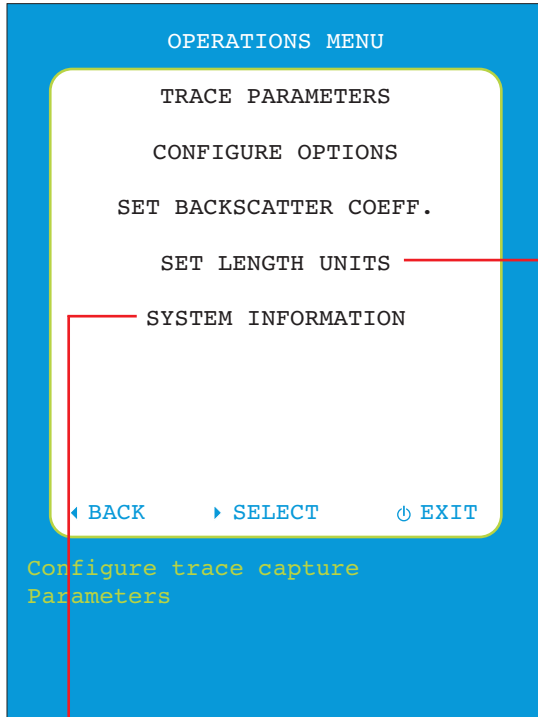 OPERATIONS MENU
TRACE PARAMETERS
CONFIGURE OPTIONS
SET BACKSCATTER COEFF.
SET LENGTH UNITS
SYSTEM INFORMATION
BACK SELECT EXIT
Configure trace capture
Parameters